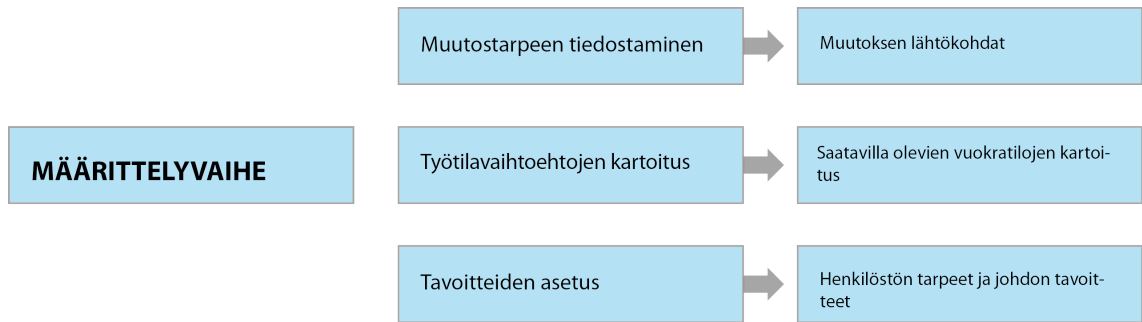 Muutostarpeen tiedostaminen
Muutoksen lähtökohdat
MÄÄRITTELYVAIHE
Työtilavaihtoehtojen kartoitus
Saatavilla olevien vuokratilojen kartoi-
tus
Tavoitteiden asetus
Henkilöstön tarpeet ja johdon tavoit-
teet